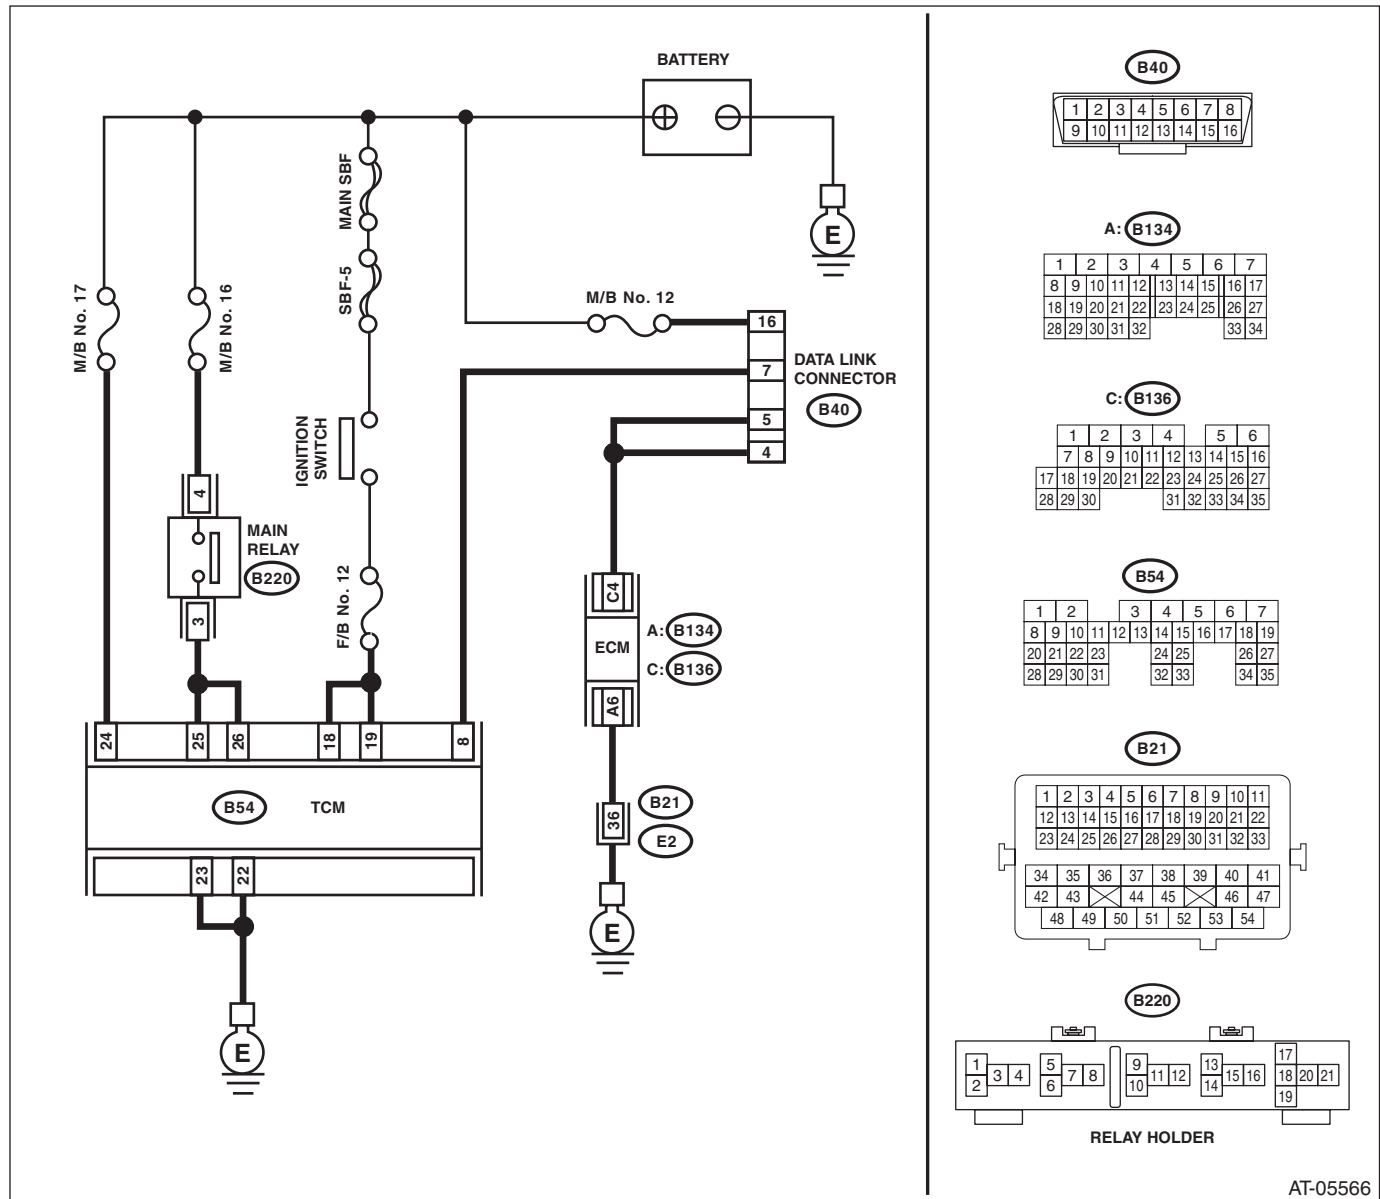 BATTERY
MAIN SBF
SBF-5
M/B No. 17
M/B No. 16
M/B No. 12
16
7
5
4
DATA LINK
CONNECTOR
B40
IGNITION
SWITCH
4
MAIN
RELAY
B220
3
F/B No. 12
C4
ECM
A: B134
C: B136
A6
24
25
26
18
19
8
B54
TCM
36
B21
E2
23
22
E
E
E
B40
1 2 3 4 5 6 7 8
9 10 11 12 13 14 15 16
A: B134
1 2 3 4 5 6 7
8 9 10 11 12 13 14 15 16 17
18 19 20 21 22 23 24 25 26 27
28 29 30 31 32 33 34
C: B136
1 2 3 4 5 6
7 8 9 10 11 12 13 14 15 16
17 18 19 20 21 22 23 24 25 26 27
28 29 30 31 32 33 34 35
B54
1 2 3 4 5 6 7
8 9 10 11 12 13 14 15 16 17 18 19
20 21 22 23 24 25 26 27
28 29 30 31 32 33 34 35
B21
1 2 3 4 5 6 7 8 9 10 11
12 13 14 15 16 17 18 19 20 21 22
23 24 25 26 27 28 29 30 31 32 33
34 35 36 37 38 39 40 41
42 43 44 45 46 47
48 49 50 51 52 53 54
B220
1 2 3 4 5 6 7 8 9 10 11 12 13 14 15 16 17 18 19 20 21
RELAY HOLDER
AT-05566